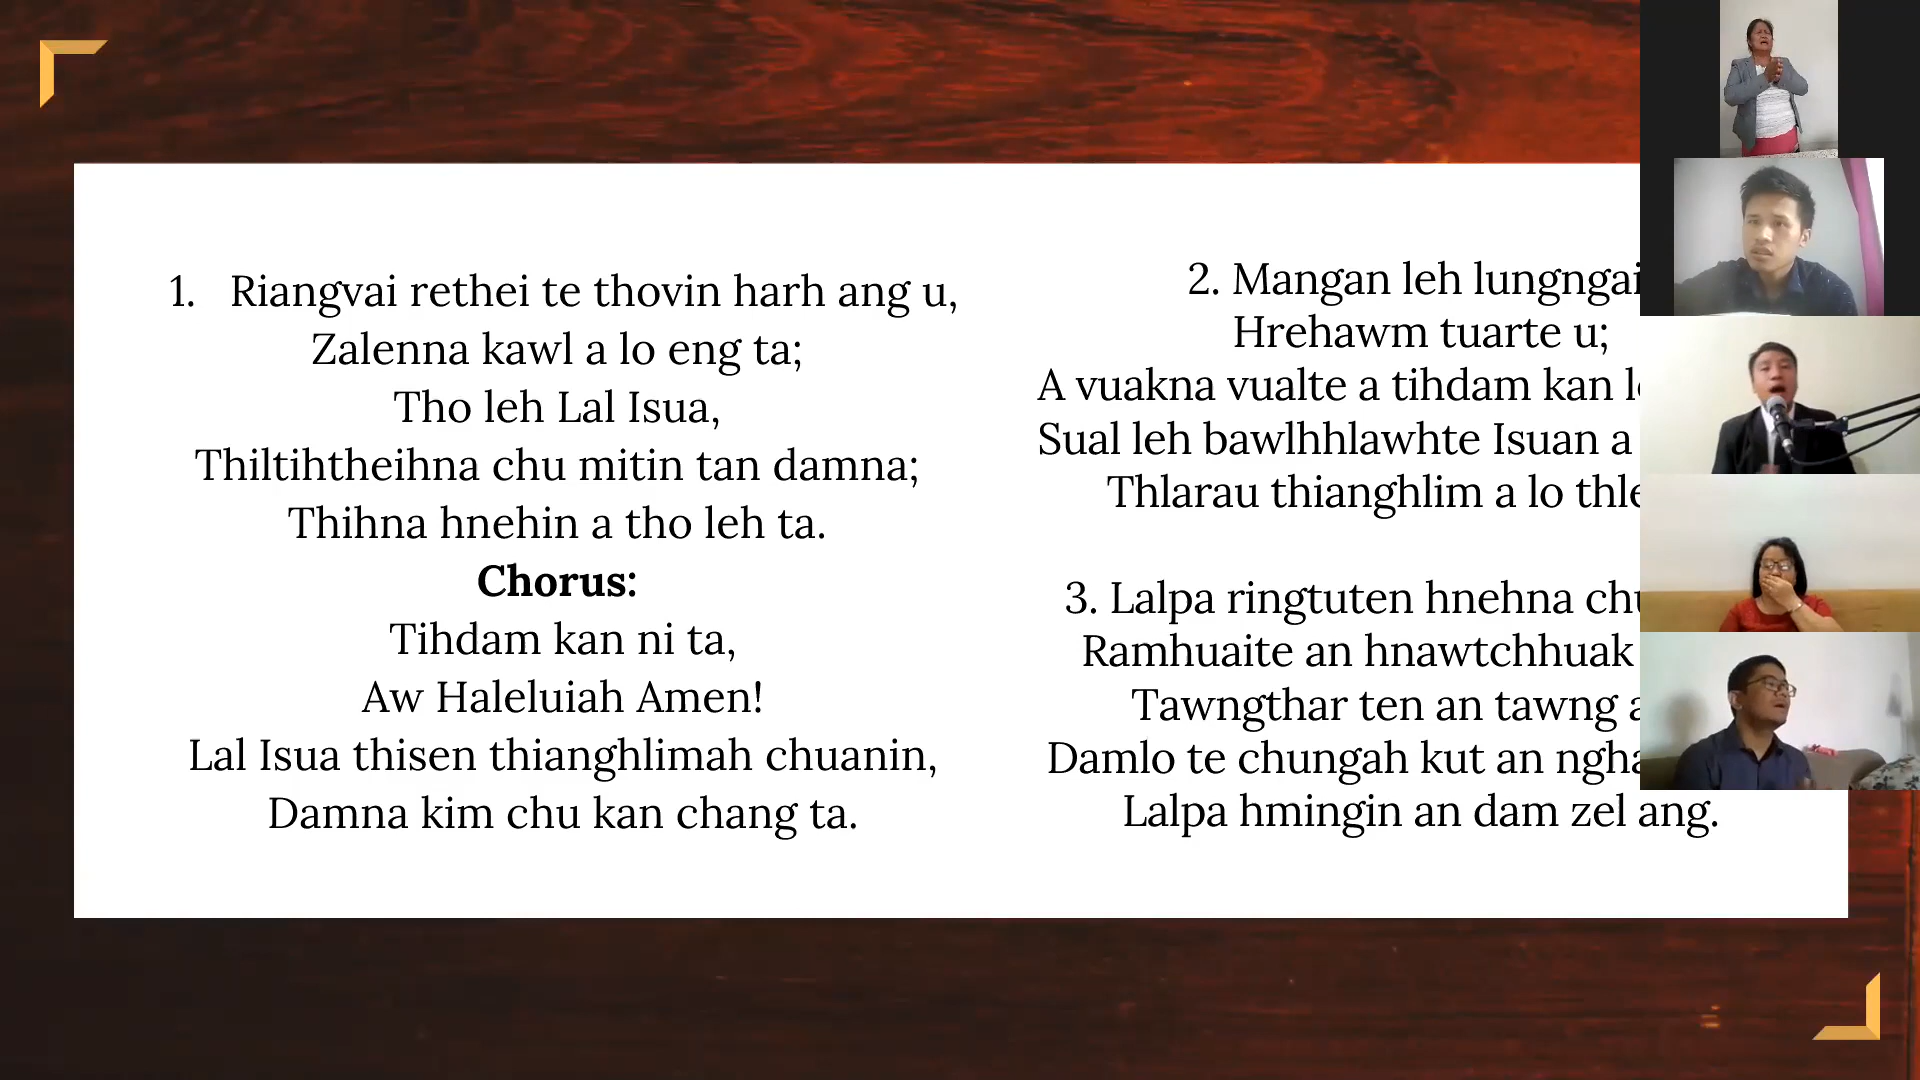 1. Riangvai rethei te thovin harh ang u,
Zalenna kawl a lo eng ta;
Tho leh Lal Isua,
Thiltihtheihna chu mitin tan damna;
Thihna hnehin a tho leh ta.
Chorus:
Tihdam kan ni ta,
Aw Haleluiah Amen!
Lal Isua thisen thianghlimah chuanin,
Damna kim chu kan chang ta.
2. Mangan leh lungngai
Hrehawm tuarte u;
A vuakna vualte a tihdam kan
Sual leh bawlhhlawhte Isuan a
Thlarau thianghlim a lo
3. Lalpa ringtuten hnehna
Ramhuaite an hnawtchhuak
Tawngthar ten an tawng
Damlo te chungah kut an
Lalpa hmingin an dam zel ang.